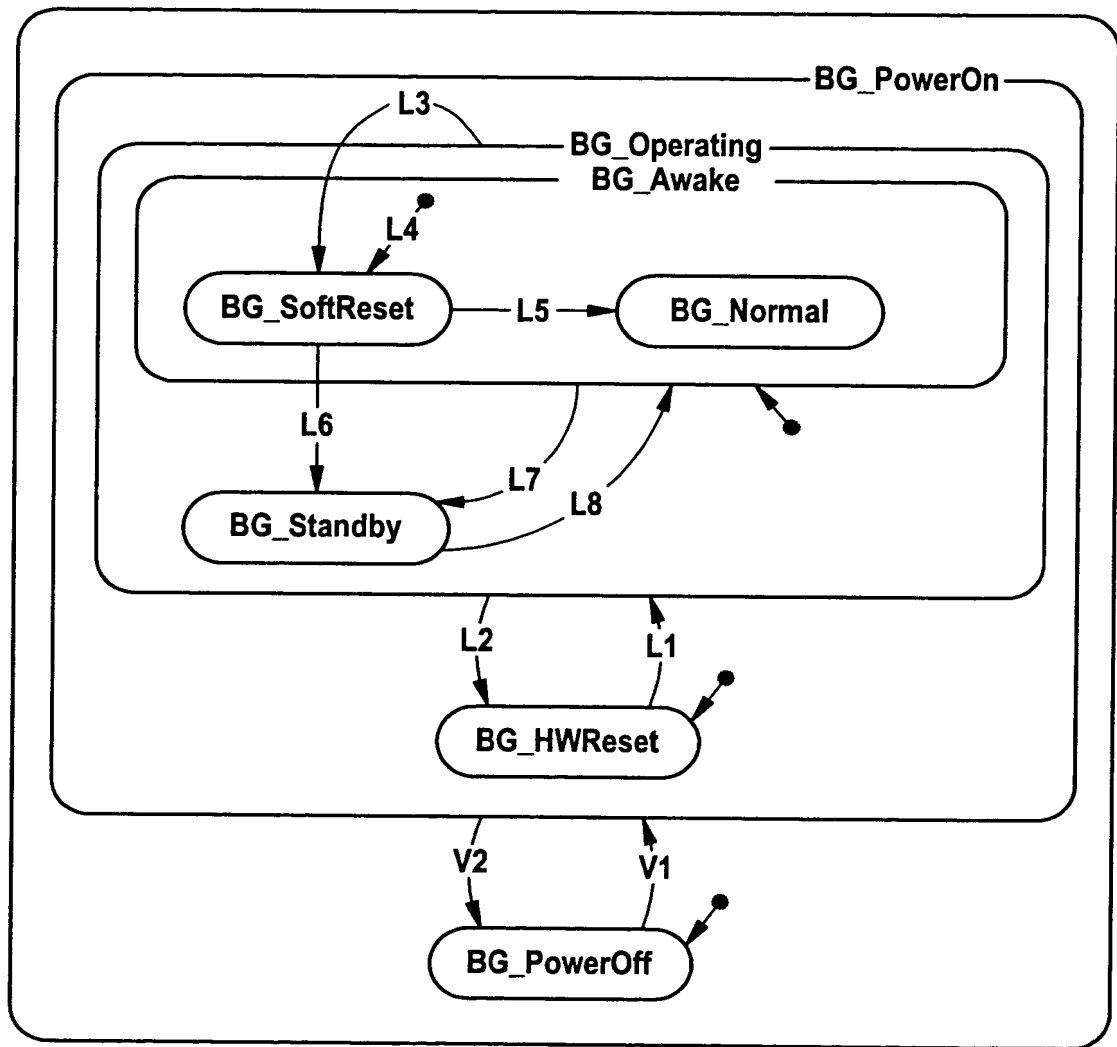 BG_PowerOn
L3
BG_Operating
BG_Awake
L4
BG_SoftReset
L5
BG_Normal
L6
L7
L8
BG_Standby
L2
L1
BG_HWReset
V2
V1
BG_PowerOff